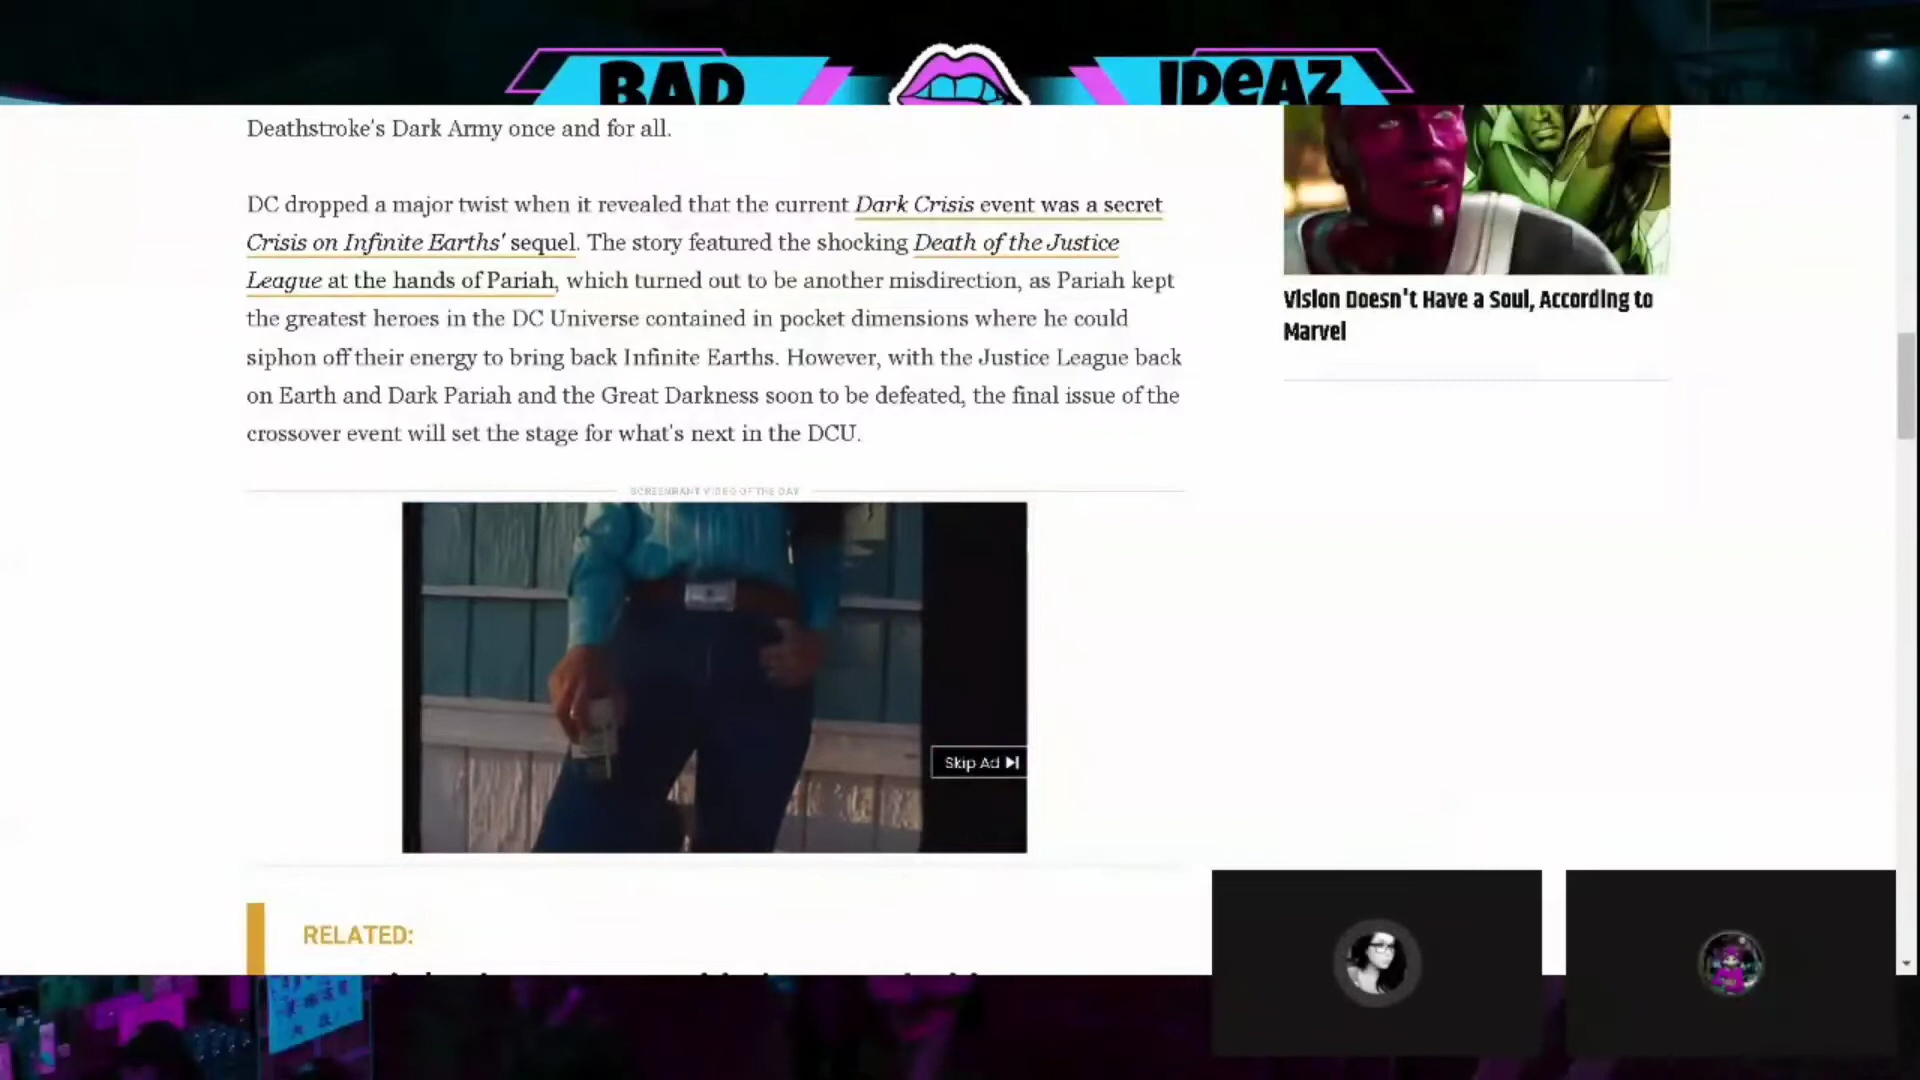 BAD IDEAZ
Deathstroke's Dark Army once and for all.
DC dropped a major twist when it revealed that the current Dark Crisis event was a secret
Crisis on Infinite Earths' sequel. The story featured the shocking Death of the Justice
League at the hands of Pariah, which turned out to be another misdirection, as Pariah kept
the greatest heroes in the DC Universe contained in pocket dimensions where he could
siphon off their energy to bring back Infinite Earths. However, with the Justice League back
on Earth and Dark Pariah and the Great Darkness soon to be defeated, the final issue of the
crossover event will set the stage for what's next in the DCU.
SCREENRANT VIDEO OF THE DAY
Skip Ad
RELATED:
Vision Doesn't Have a Soul, According to
Marvel